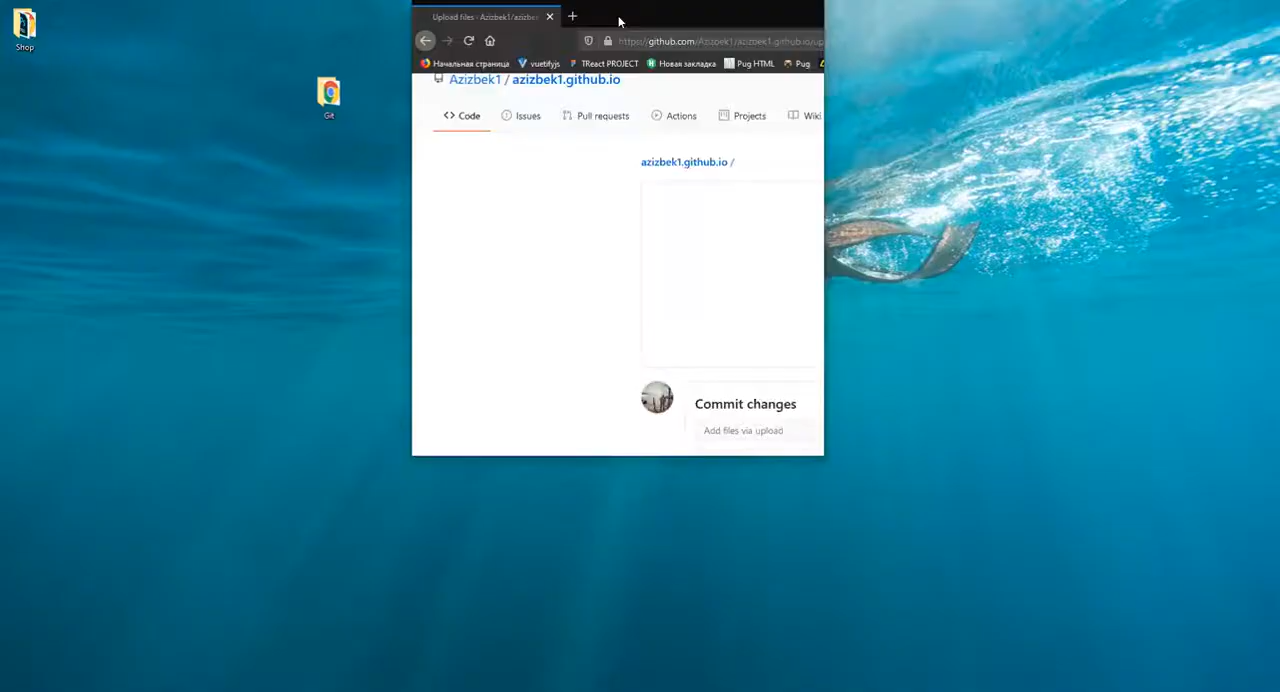 Shop
Git
Upload files · Azizbek1/azizbe
https://github.com/Azizbek1/azizbek1.github.io/up
Начальная страница vuetifyjs TReact PROJECT Новая закладка Pug HTML Pug
Azizbek1 / azizbek1.github.io
Code Issues Pull requests Actions Projects Wiki
azizbek1.github.io /
Commit changes
Add files via upload